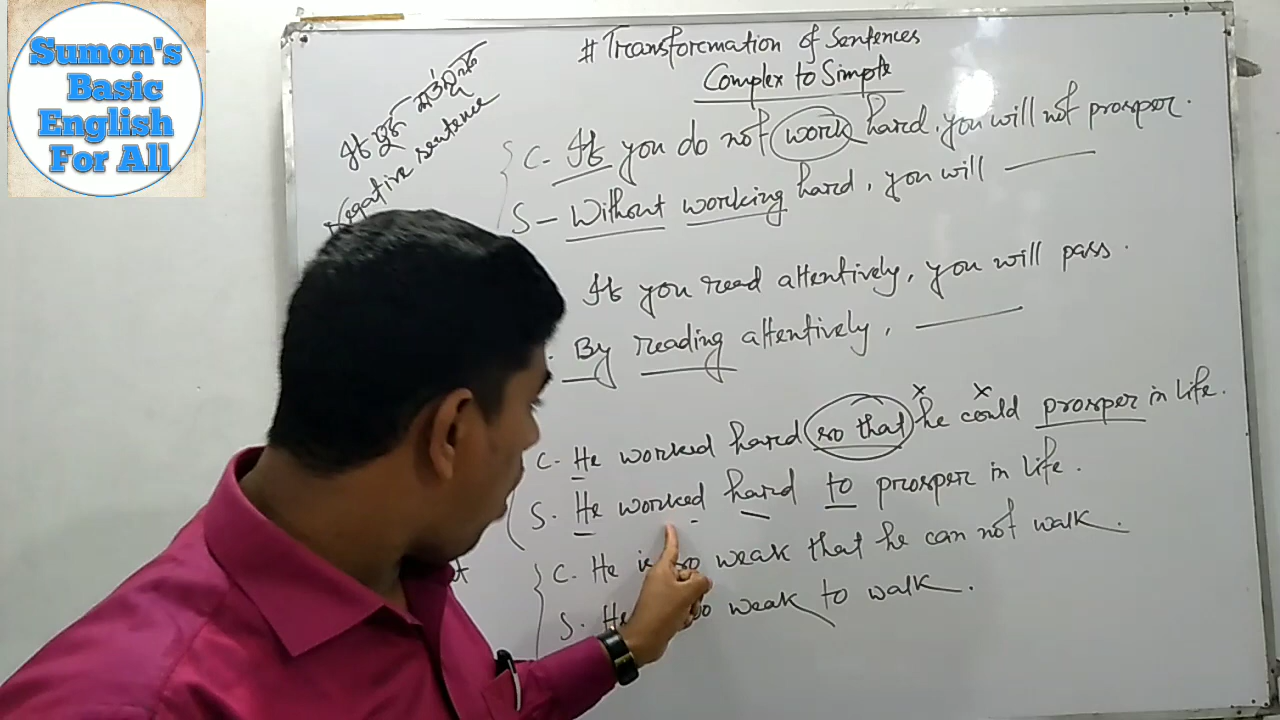 Sumon's
Basic
English
For All
# Transformation of Sentences
Complex to Simple
Negative sentence
C. If you do not work hard, you will not prosper.
S - Without working hard, you will
If you read attentively, you will pass.
By reading attentively,
C. He worked hard so that he could prosper in life.
S. He worked hard to prosper in life.
C. He is so weak that he can not walk.
S. He weak to walk.